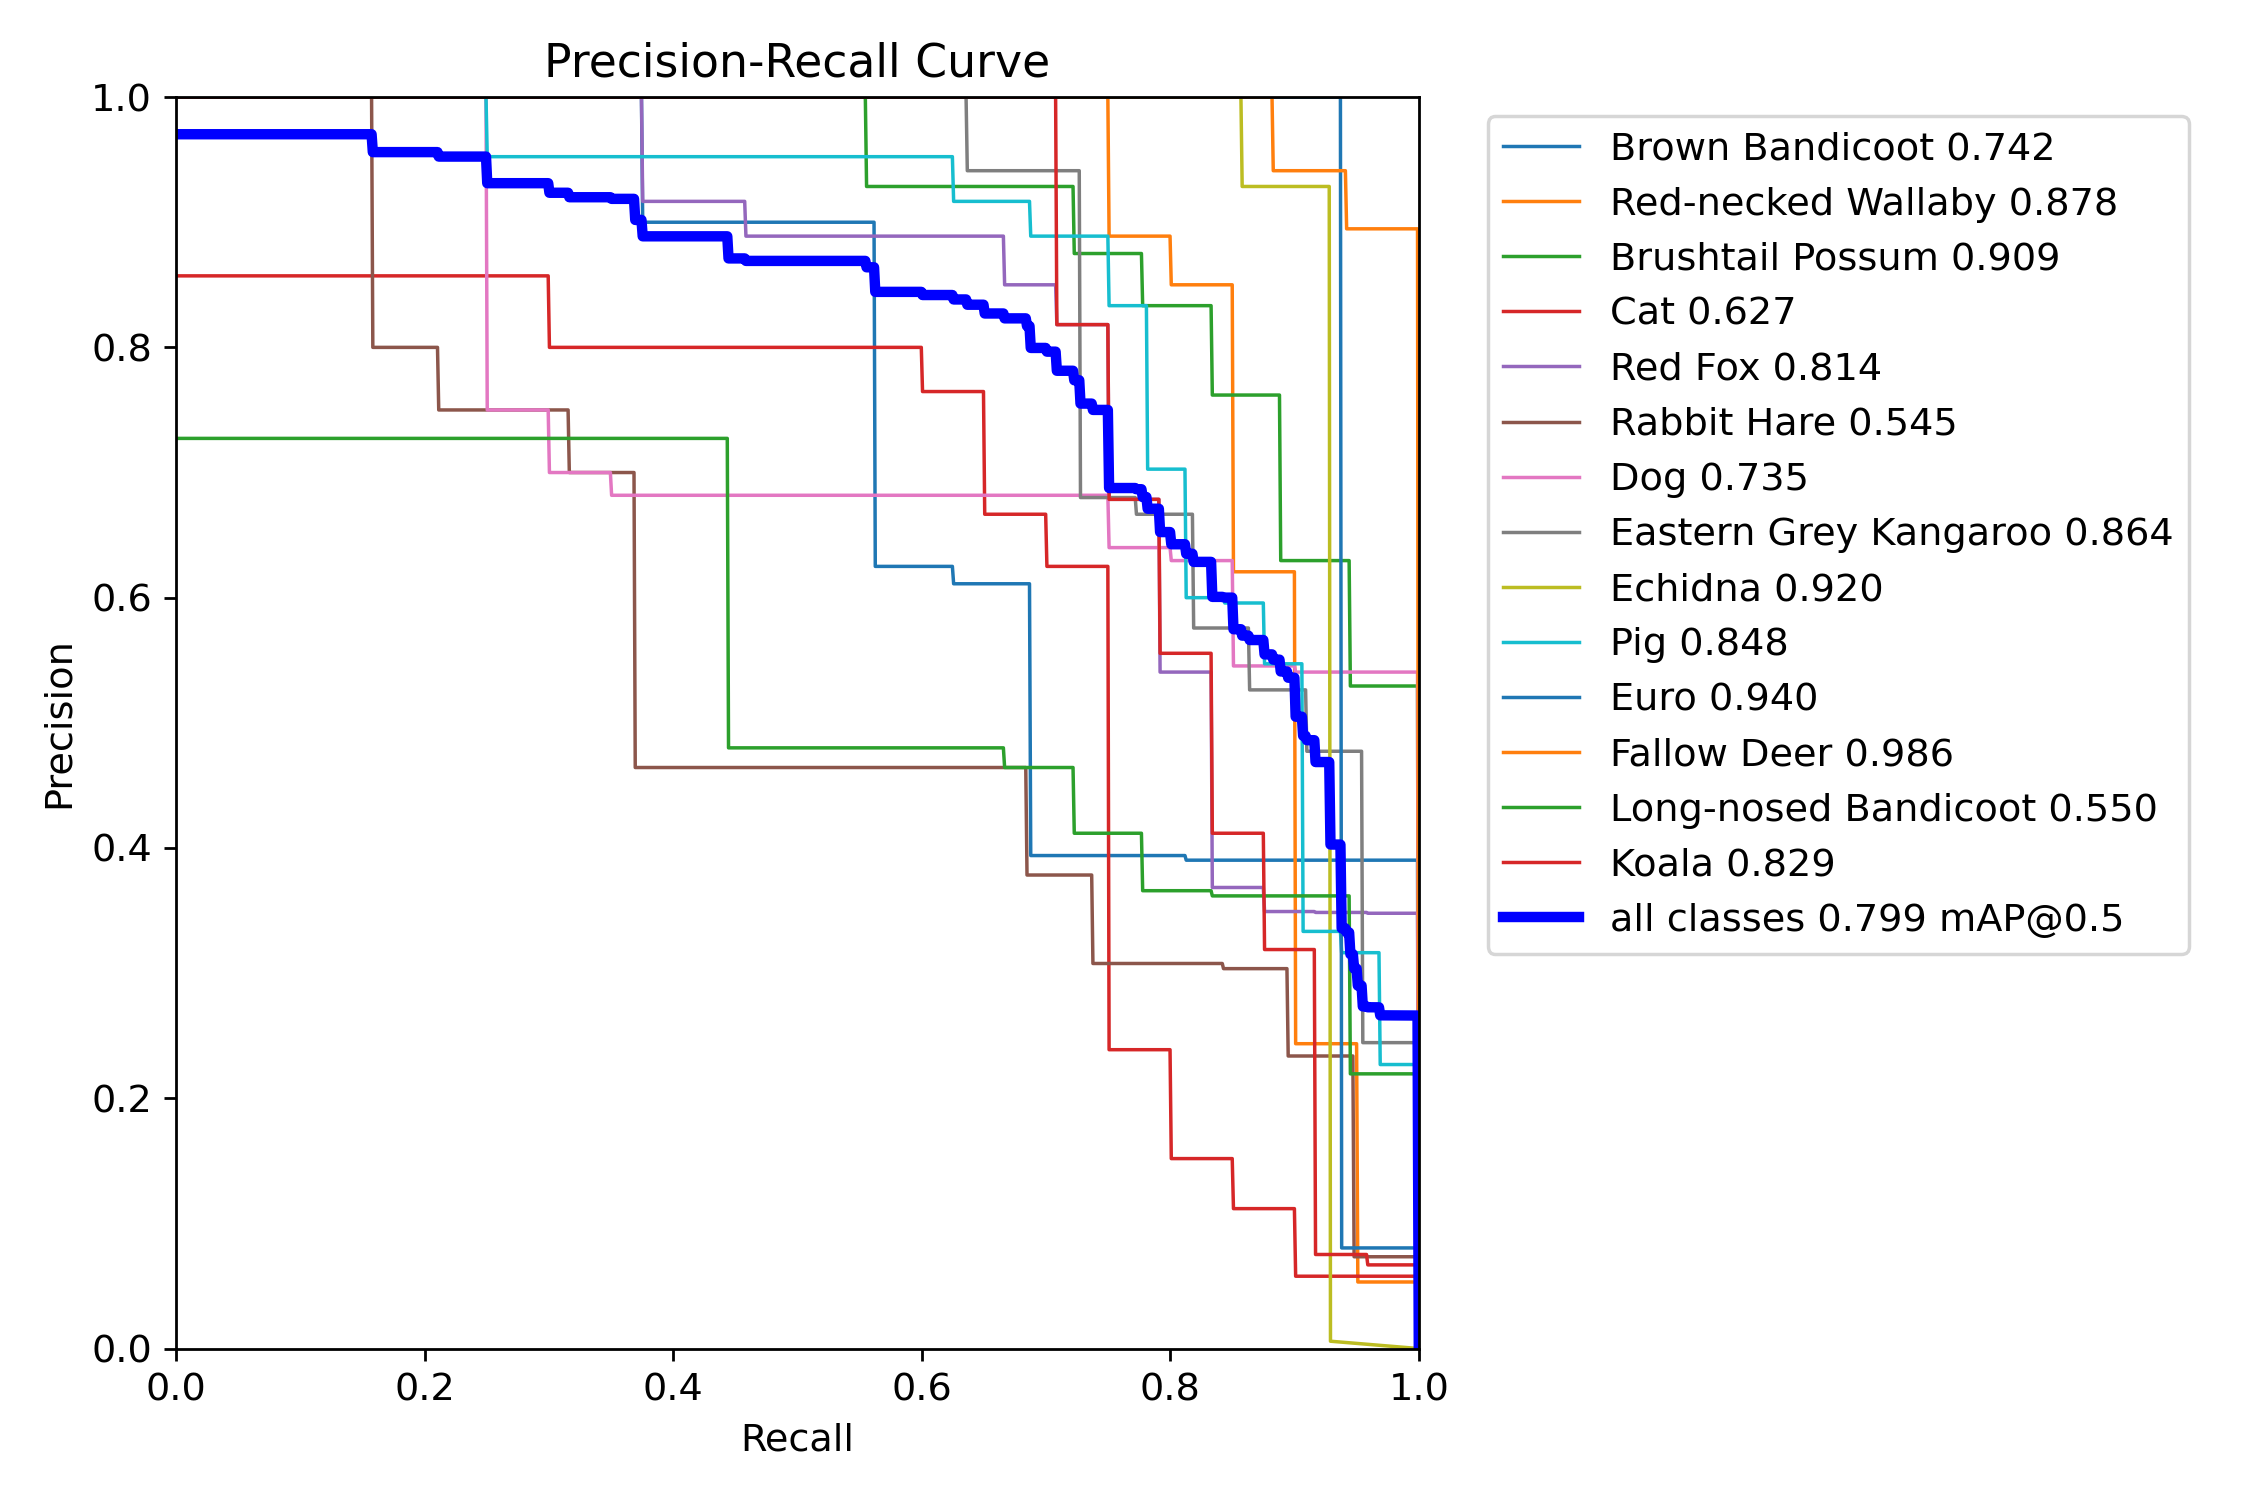 Precision-Recall Curve
1.0
0.8
0.6
0.4
0.2
0.0
Precision
0.0 0.2 0.4 0.6 0.8 1.0
Recall
Brown Bandicoot 0.742
Red-necked Wallaby 0.878
Brushtail Possum 0.909
Cat 0.627
Red Fox 0.814
Rabbit Hare 0.545
Dog 0.735
Eastern Grey Kangaroo 0.864
Echidna 0.920
Pig 0.848
Euro 0.940
Fallow Deer 0.986
Long-nosed Bandicoot 0.550
Koala 0.829
all classes 0.799 mAP@0.5